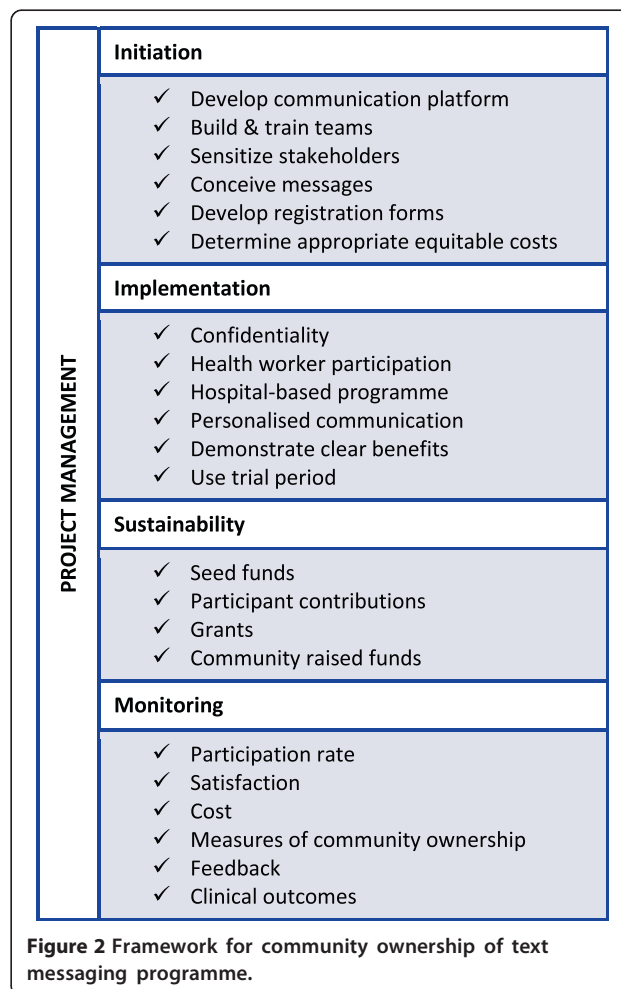 PROJECT MANAGEMENT
Initiation
✓ Develop communication platform
✓ Build & train teams
✓ Sensitize stakeholders
✓ Conceive messages
✓ Develop registration forms
✓ Determine appropriate equitable costs
Implementation
✓ Confidentiality
✓ Health worker participation
✓ Hospital-based programme
✓ Personalised communication
✓ Demonstrate clear benefits
✓ Use trial period
Sustainability
✓ Seed funds
✓ Participant contributions
✓ Grants
✓ Community raised funds
Monitoring
✓ Participation rate
✓ Satisfaction
✓ Cost
✓ Measures of community ownership
✓ Feedback
✓ Clinical outcomes
Figure 2 Framework for community ownership of text
messaging programme.